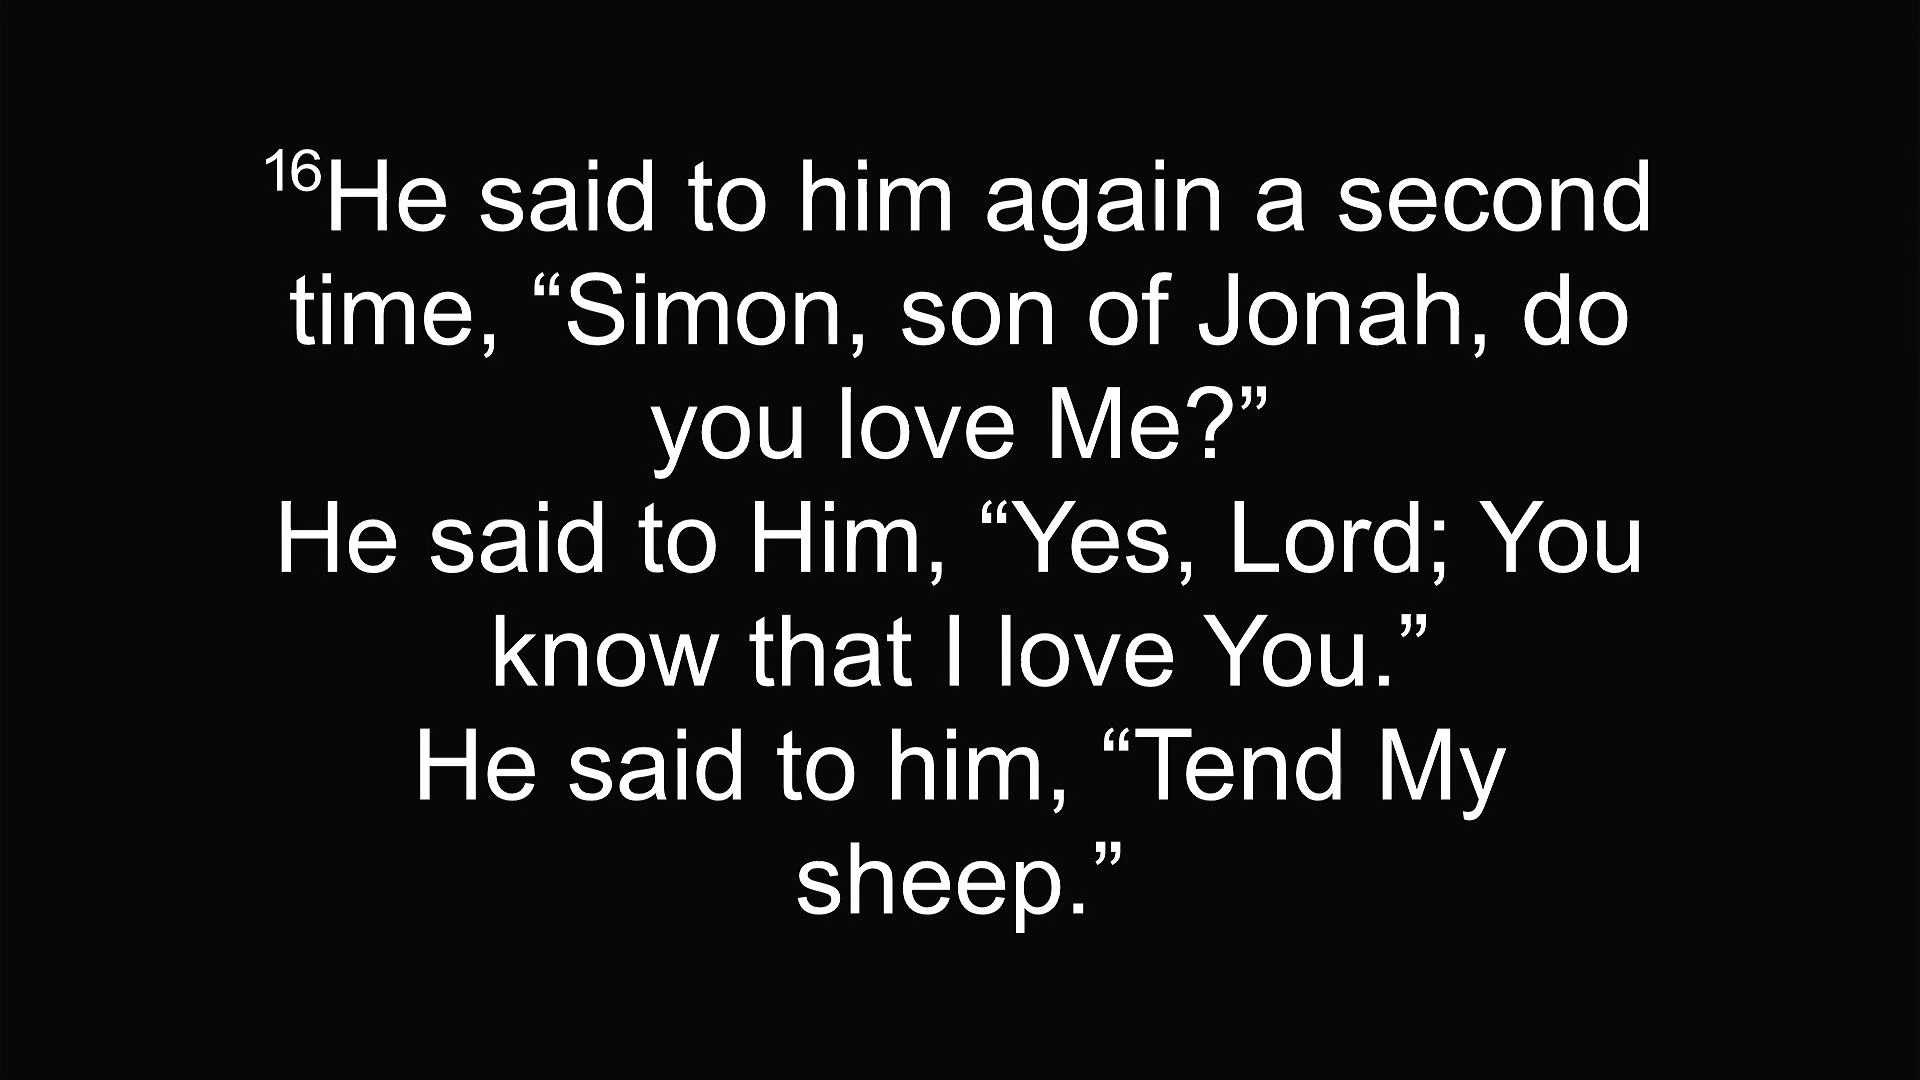 ¹⁶He said to him again a second
time, “Simon, son of Jonah, do
you love Me?”
He said to Him, “Yes, Lord; You
know that I love You.”
He said to him, “Tend My
sheep.”